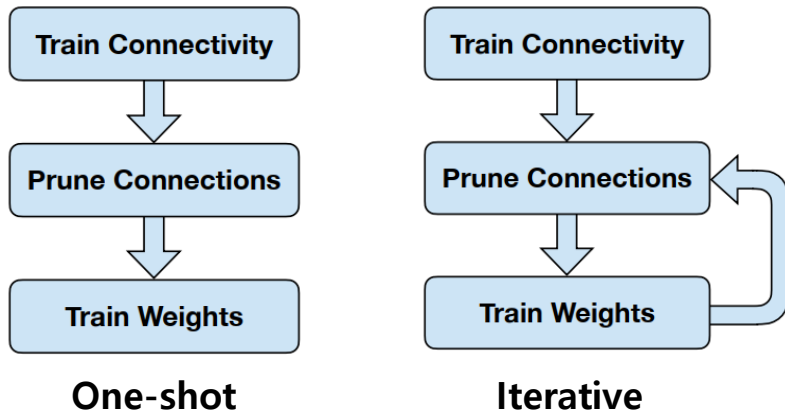 Train Connectivity
Prune Connections
Train Weights
One-shot
Train Connectivity
Prune Connections
Train Weights
Iterative